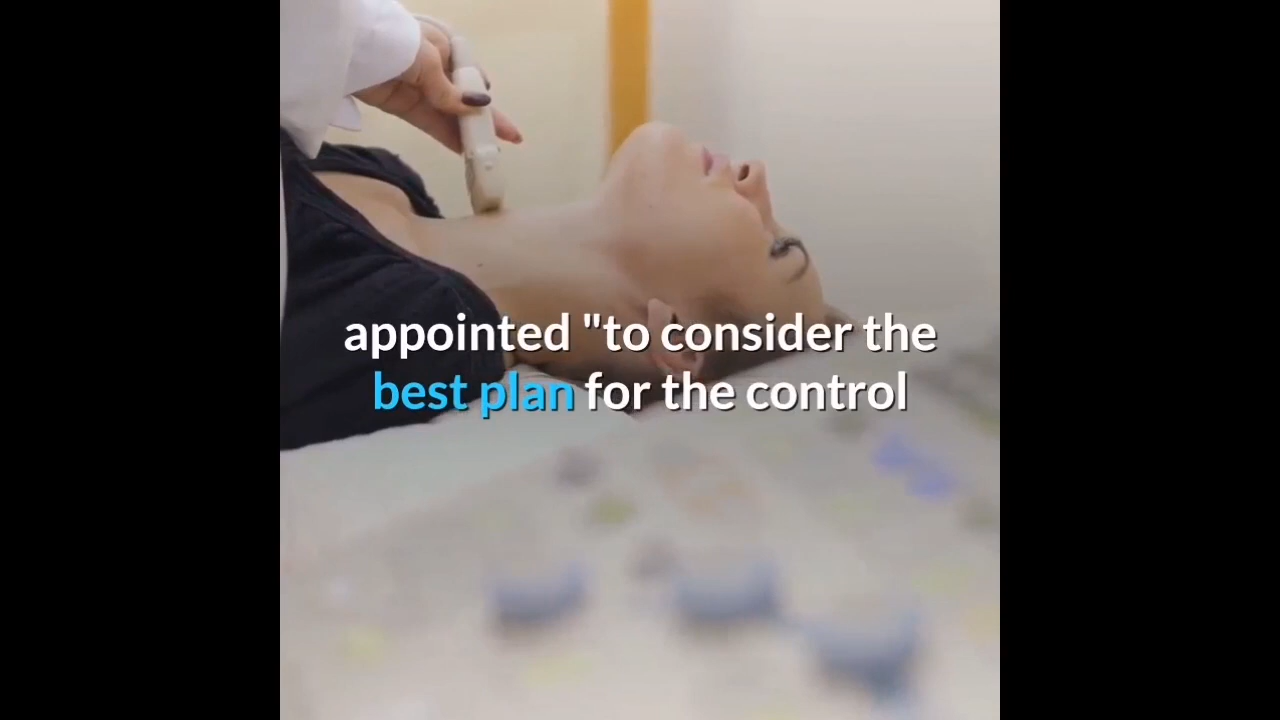 appointed "to consider the
best plan for the control